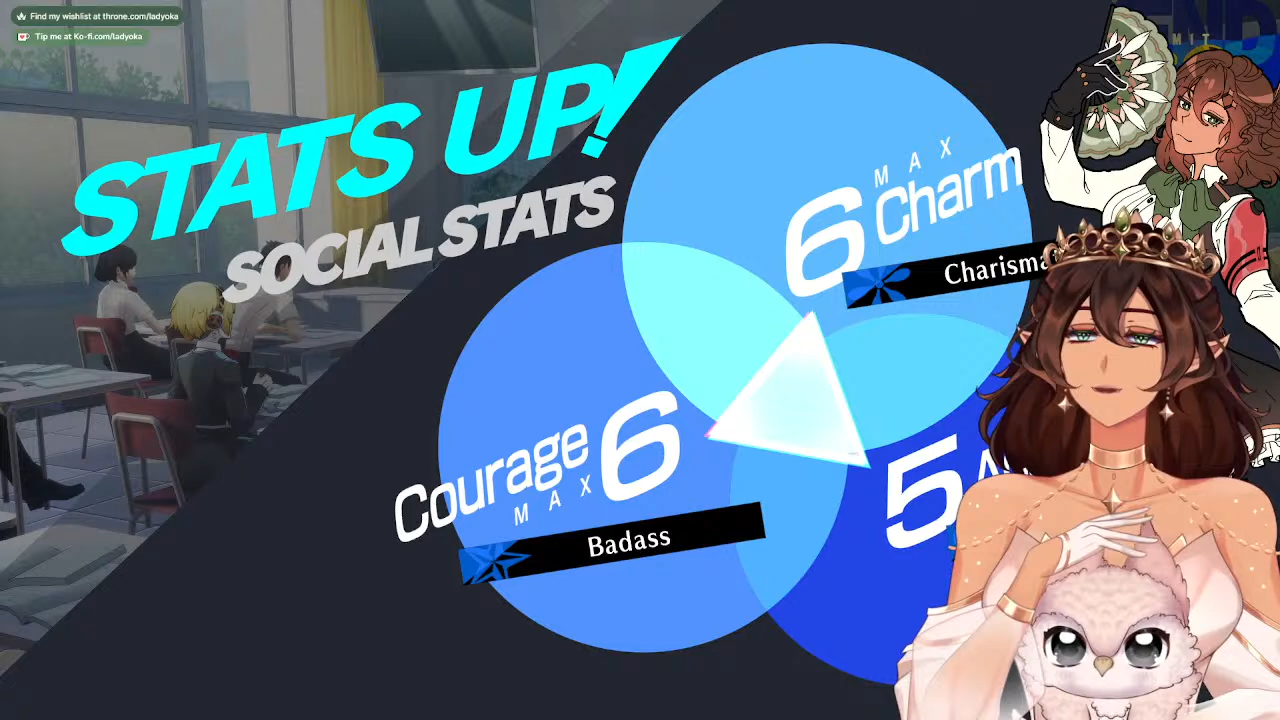 Find my wishlist at throne.com/ladyoka
Tip me at Ko-fi.com/ladyoka
STATS UP!
SOCIAL STATS
MAX
6 Charm
Courage 6
MAX
Badass
5